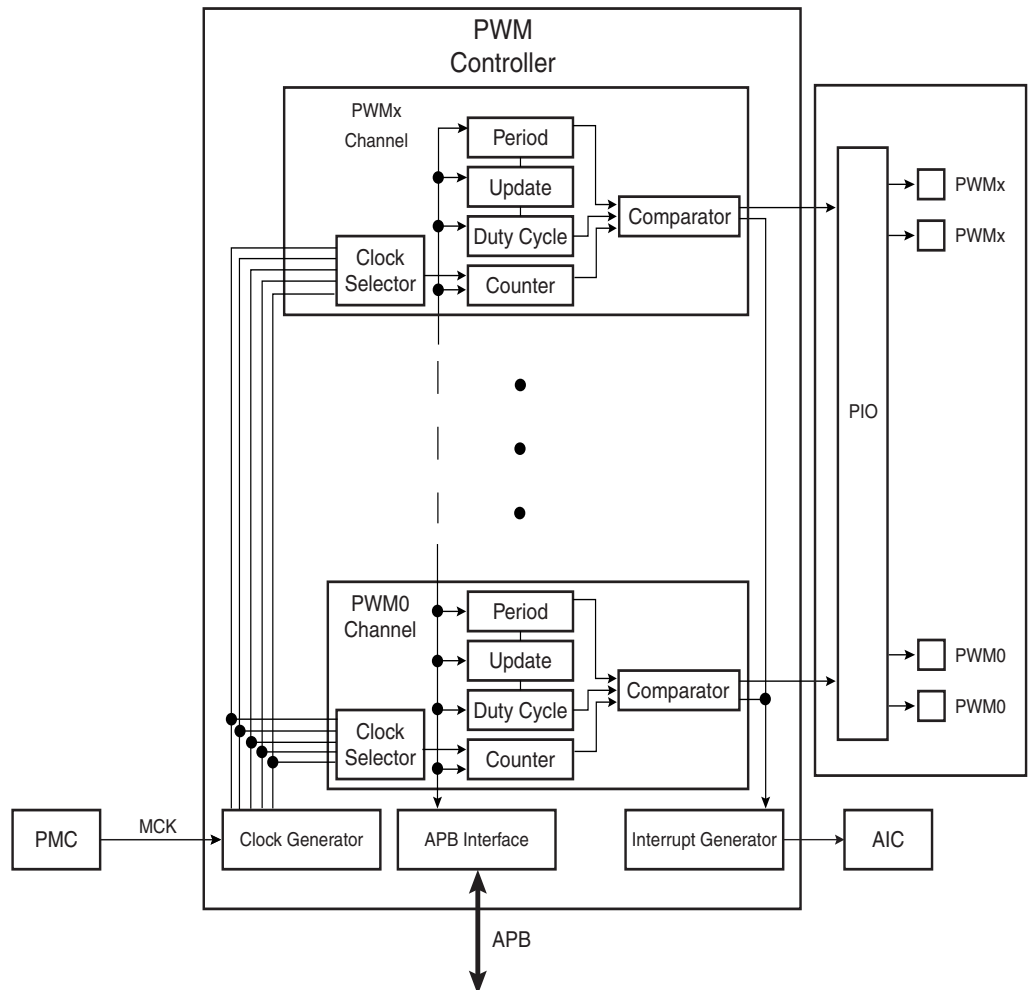 PWM
Controller
PWMx
Channel
Period
Update
Duty Cycle
Comparator
Clock
Selector
Counter
PWMx
PWMx
PIO
PWM0
Channel
Period
Update
Duty Cycle
Comparator
Clock
Selector
Counter
PWM0
PWM0
PMC
MCK
Clock Generator
APB Interface
Interrupt Generator
AIC
APB